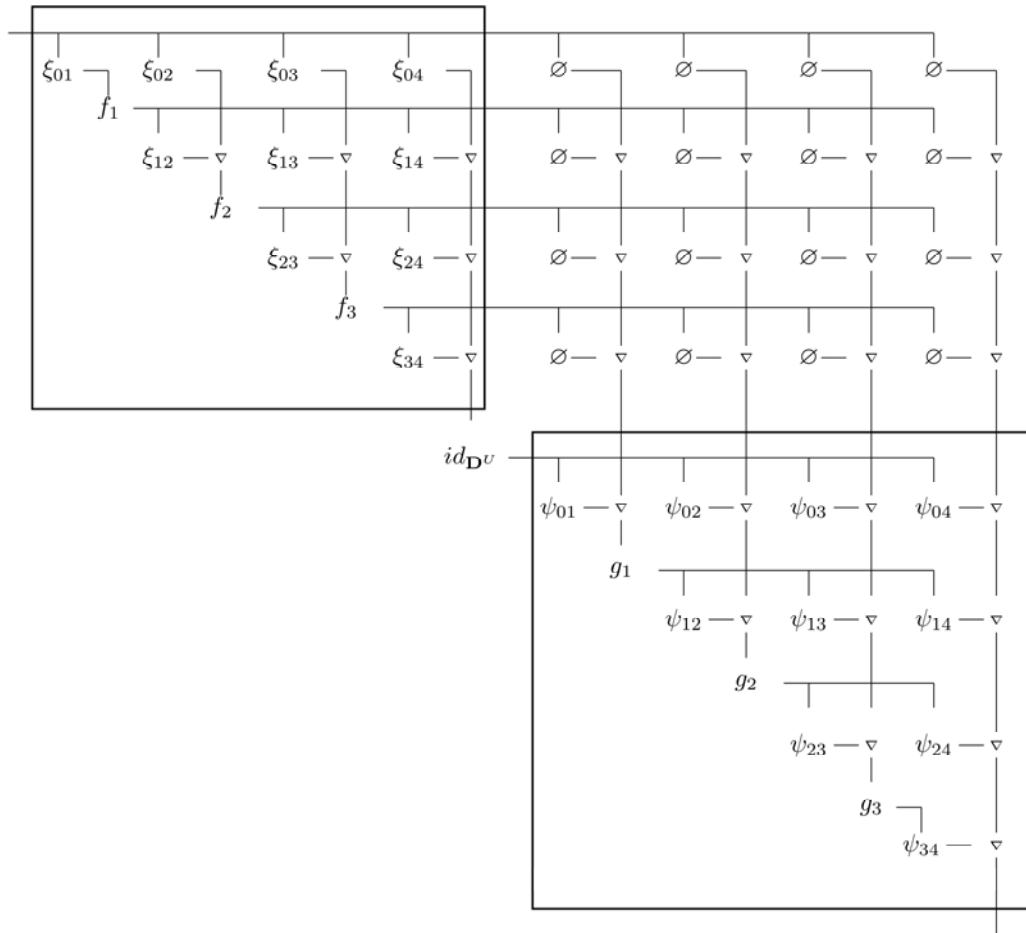 ξ₀₁ ξ₀₂ ξ₀₃ ξ₀₄ ∅ ∅ ∅ ∅
f₁
ξ₁₂ ▽ ξ₁₃ ▽ ξ₁₄ ▽ ∅ ▽ ∅ ▽ ∅ ▽ ∅ ▽
f₂
ξ₂₃ ▽ ξ₂₄ ▽ ∅ ▽ ∅ ▽ ∅ ▽ ∅ ▽
f₃
ξ₃₄ ▽ ∅ ▽ ∅ ▽ ∅ ▽ ∅ ▽
id_{𝐃^U}
ψ₀₁ ▽ ψ₀₂ ▽ ψ₀₃ ▽ ψ₀₄ ▽
g₁
ψ₁₂ ▽ ψ₁₃ ▽ ψ₁₄ ▽
g₂
ψ₂₃ ▽ ψ₂₄ ▽
g₃
ψ₃₄ ▽